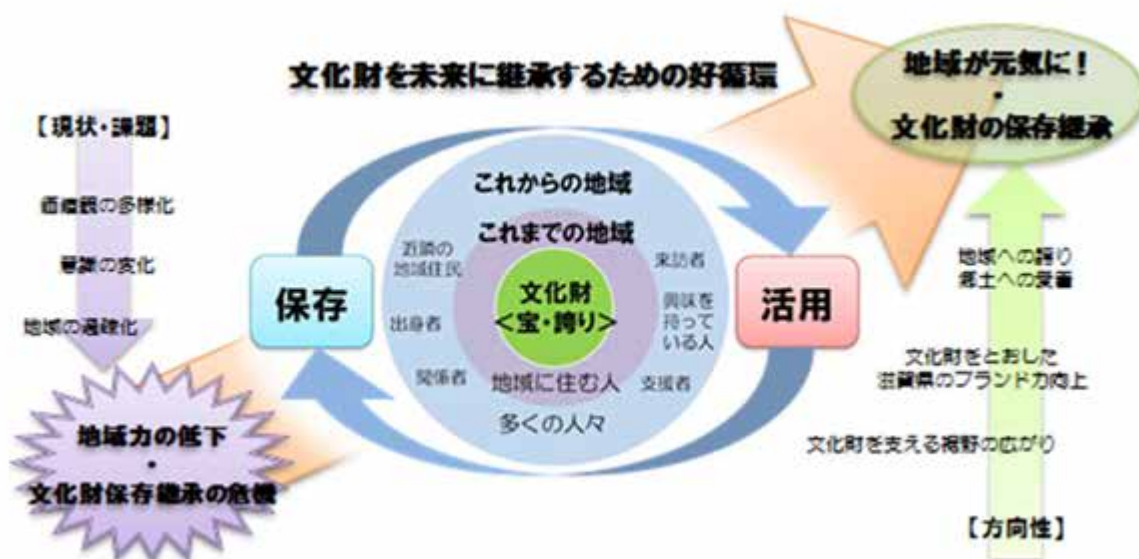 文化財を未来に継承するための好循環
地域が元気に！
・
文化財の保存継承
【現状・課題】
価値観の多様化
意識の変化
地域の過疎化
地域力の低下
・
文化財保存継承の危機
保存
これからの地域
これまでの地域
近隣の
地域住民
出身者
関係者
文化財
＜宝・誇り＞
地域に住む人
多くの人々
来訪者
興味を
持って
いる人
支援者
活用
地域への誇り
郷土への愛着
文化財をとおした
滋賀県のブランド力向上
文化財を支える裾野の広がり
【方向性】